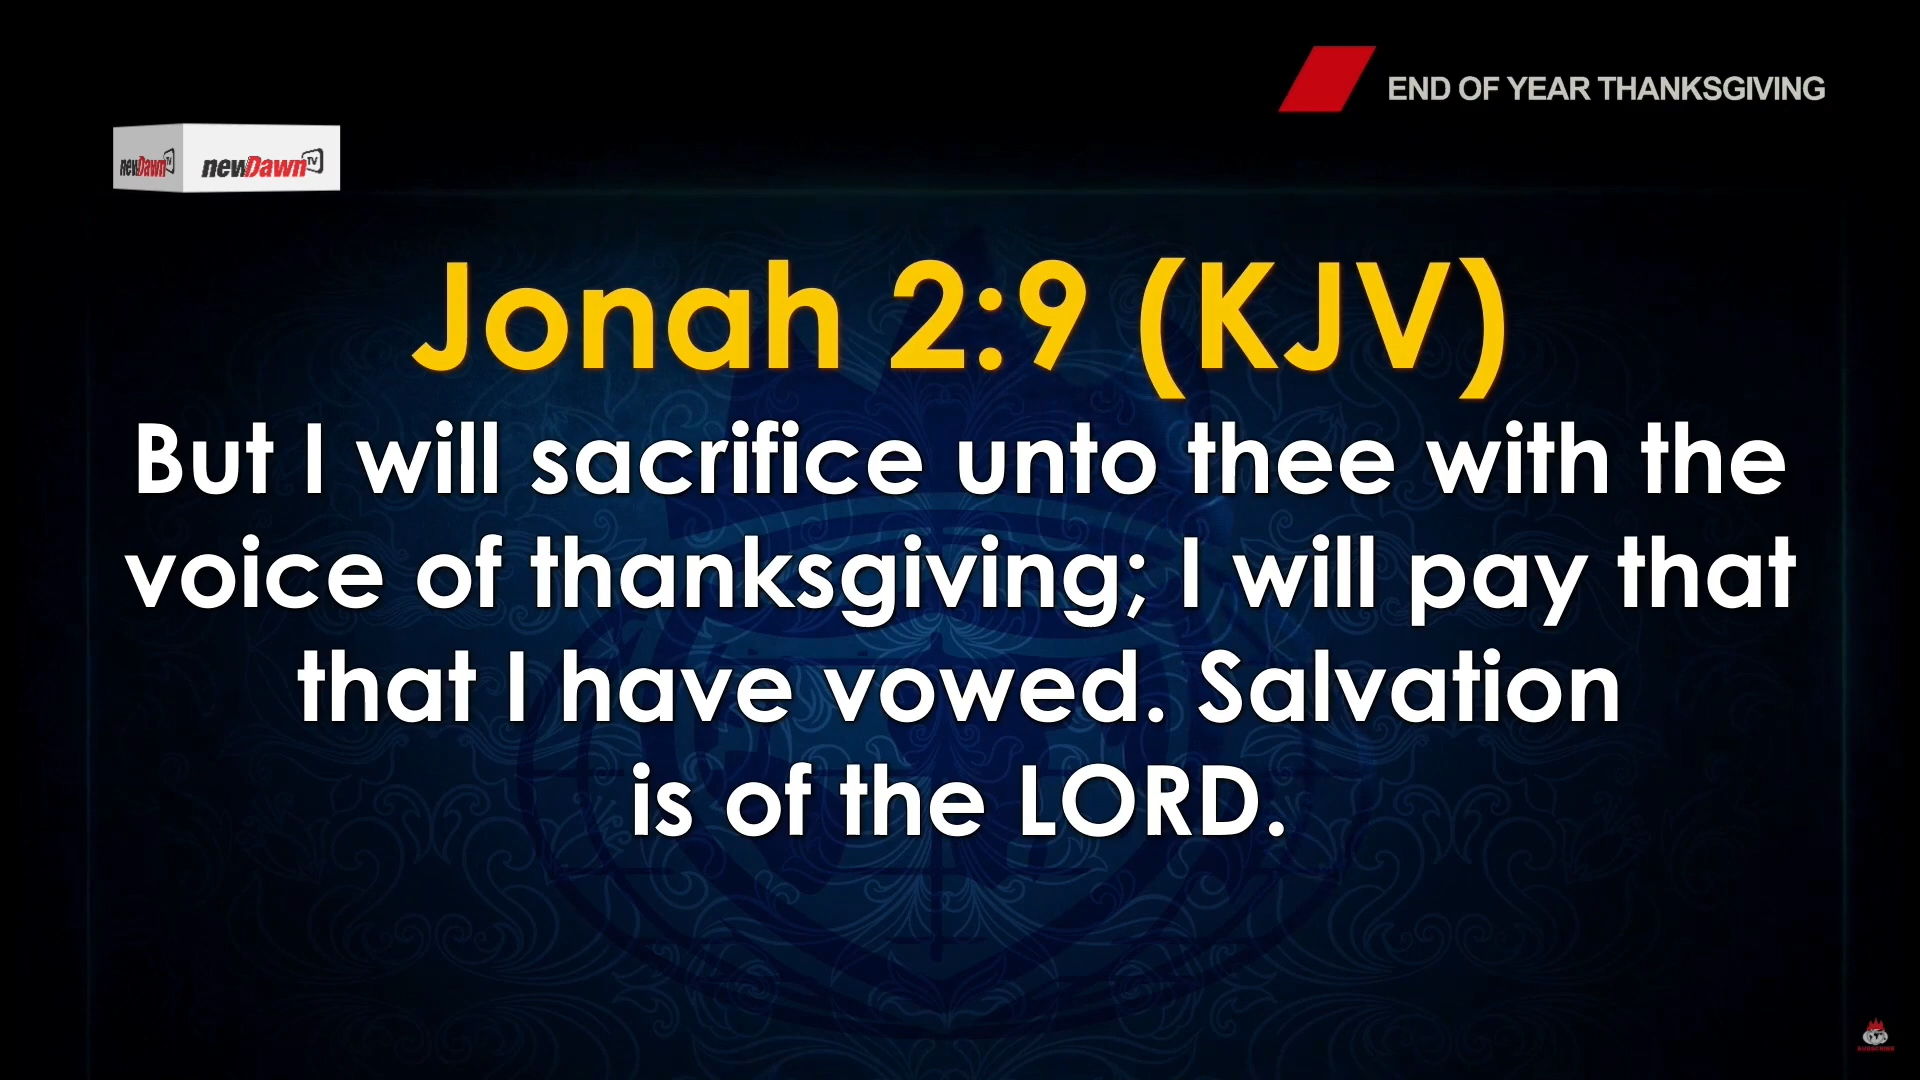 END OF YEAR THANKSGIVING
newDawn TV newDawn TV
Jonah 2:9 (KJV)
But I will sacrifice unto thee with the
voice of thanksgiving; I will pay that
that I have vowed. Salvation
is of the LORD.